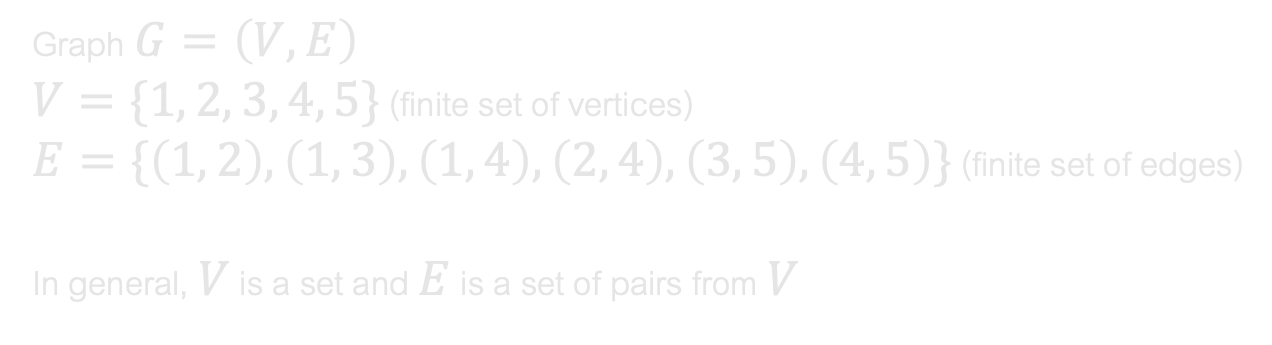 Graph G = (V, E)
V = {1, 2, 3, 4, 5} (finite set of vertices)
E = {(1, 2), (1, 3), (1, 4), (2, 4), (3, 5), (4, 5)} (finite set of edges)
In general, V is a set and E is a set of pairs from V